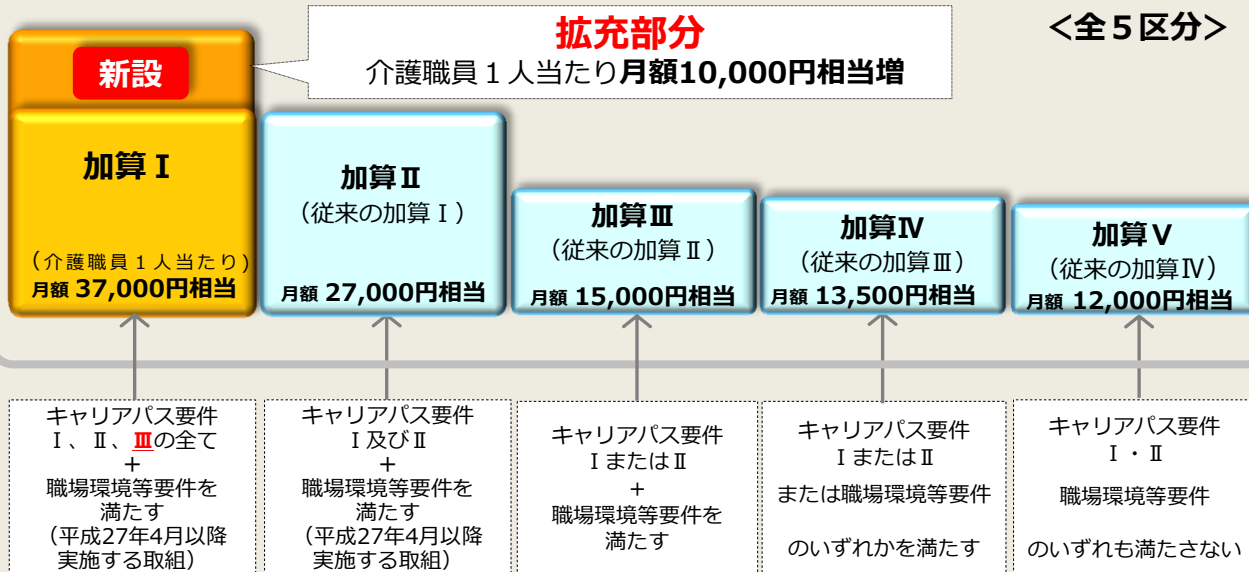 <全５区分>
拡充部分
介護職員１人当たり月額10,000円相当増
新設
加算Ⅰ
（介護職員１人当たり）
月額 37,000円相当
加算Ⅱ
（従来の加算Ⅰ）
月額 27,000円相当
加算Ⅲ
（従来の加算Ⅱ）
月額 15,000円相当
加算Ⅳ
（従来の加算Ⅲ）
月額 13,500円相当
加算Ⅴ
（従来の加算Ⅳ）
月額 12,000円相当
キャリアパス要件
Ⅰ、Ⅱ、Ⅲの全て
+
職場環境等要件を
満たす
（平成27年4月以降
実施する取組）
キャリアパス要件
Ⅰ及びⅡ
+
職場環境等要件を
満たす
（平成27年4月以降
実施する取組）
キャリアパス要件
ⅠまたはⅡ
+
職場環境等要件を
満たす
キャリアパス要件
ⅠまたはⅡ
または職場環境等要件
のいずれかを満たす
キャリアパス要件
Ⅰ・Ⅱ
職場環境等要件
のいずれも満たさない